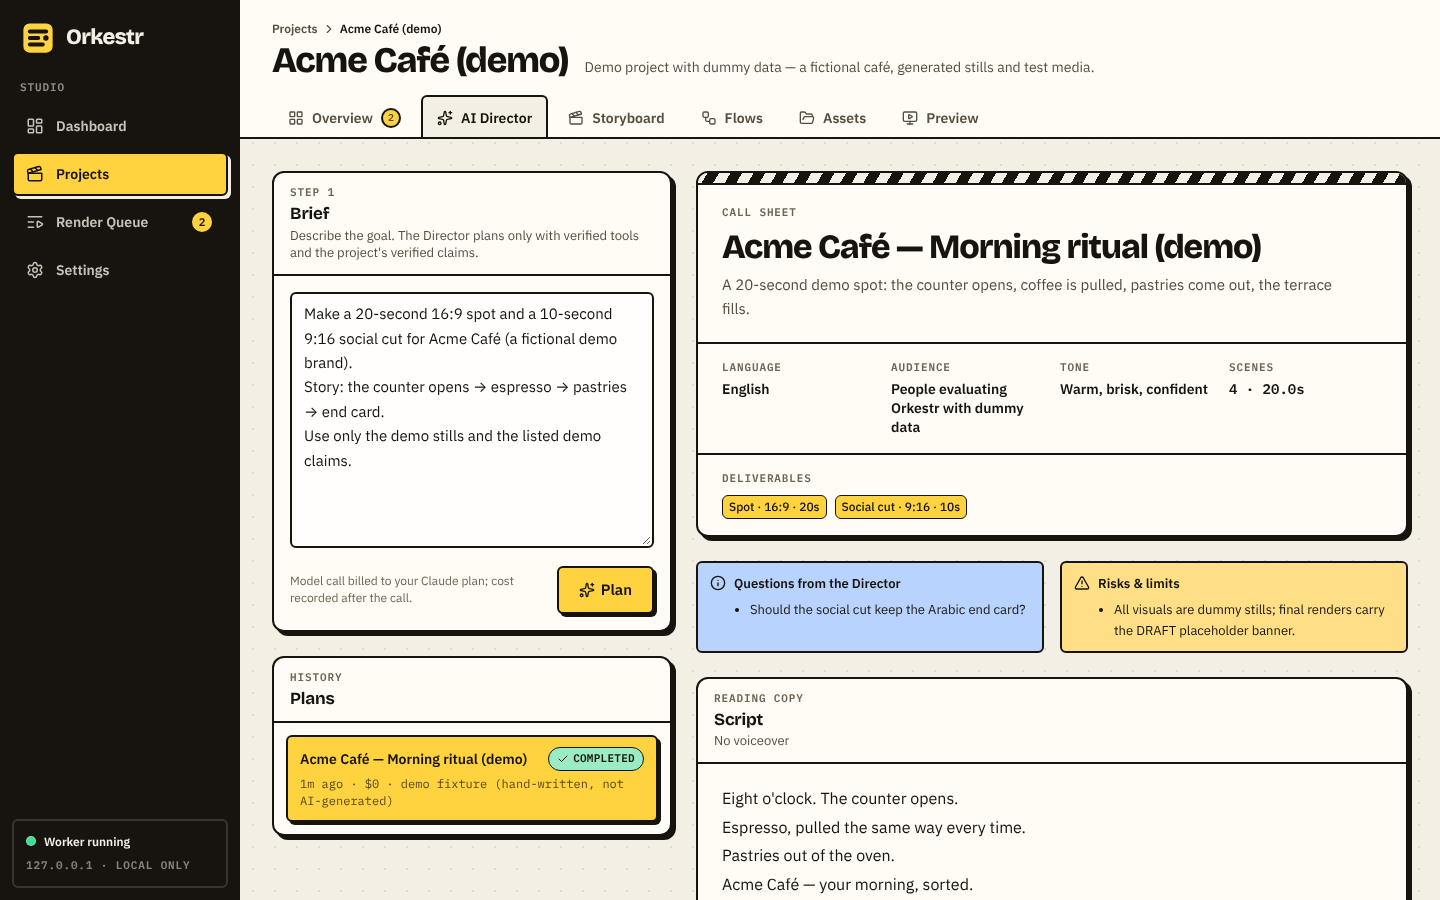 Orkestr
STUDIO
Dashboard
Projects
Render Queue 2
Settings
Worker running
127.0.0.1 · LOCAL ONLY
Projects > Acme Café (demo)
Acme Café (demo)
Demo project with dummy data — a fictional café, generated stills and test media.
Overview 2
AI Director
Storyboard
Flows
Assets
Preview
STEP 1
Brief
Describe the goal. The Director plans only with verified tools
and the project's verified claims.
Make a 20-second 16:9 spot and a 10-second
9:16 social cut for Acme Café (a fictional demo
brand).
Story: the counter opens → espresso → pastries
→ end card.
Use only the demo stills and the listed demo
claims.
Model call billed to your Claude plan; cost
recorded after the call.
Plan
HISTORY
Plans
Acme Café — Morning ritual (demo)
COMPLETED
1m ago · $0 · demo fixture (hand-written, not
AI-generated)
CALL SHEET
Acme Café — Morning ritual (demo)
A 20-second demo spot: the counter opens, coffee is pulled, pastries come out, the terrace
fills.
LANGUAGE
English
AUDIENCE
People evaluating
Orkestr with dummy
data
TONE
Warm, brisk, confident
SCENES
4 · 20.0s
DELIVERABLES
Spot · 16:9 · 20s
Social cut · 9:16 · 10s
Questions from the Director
• Should the social cut keep the Arabic end card?
Risks & limits
• All visuals are dummy stills; final renders carry
the DRAFT placeholder banner.
READING COPY
Script
No voiceover
Eight o'clock. The counter opens.
Espresso, pulled the same way every time.
Pastries out of the oven.
Acme Café — your morning, sorted.